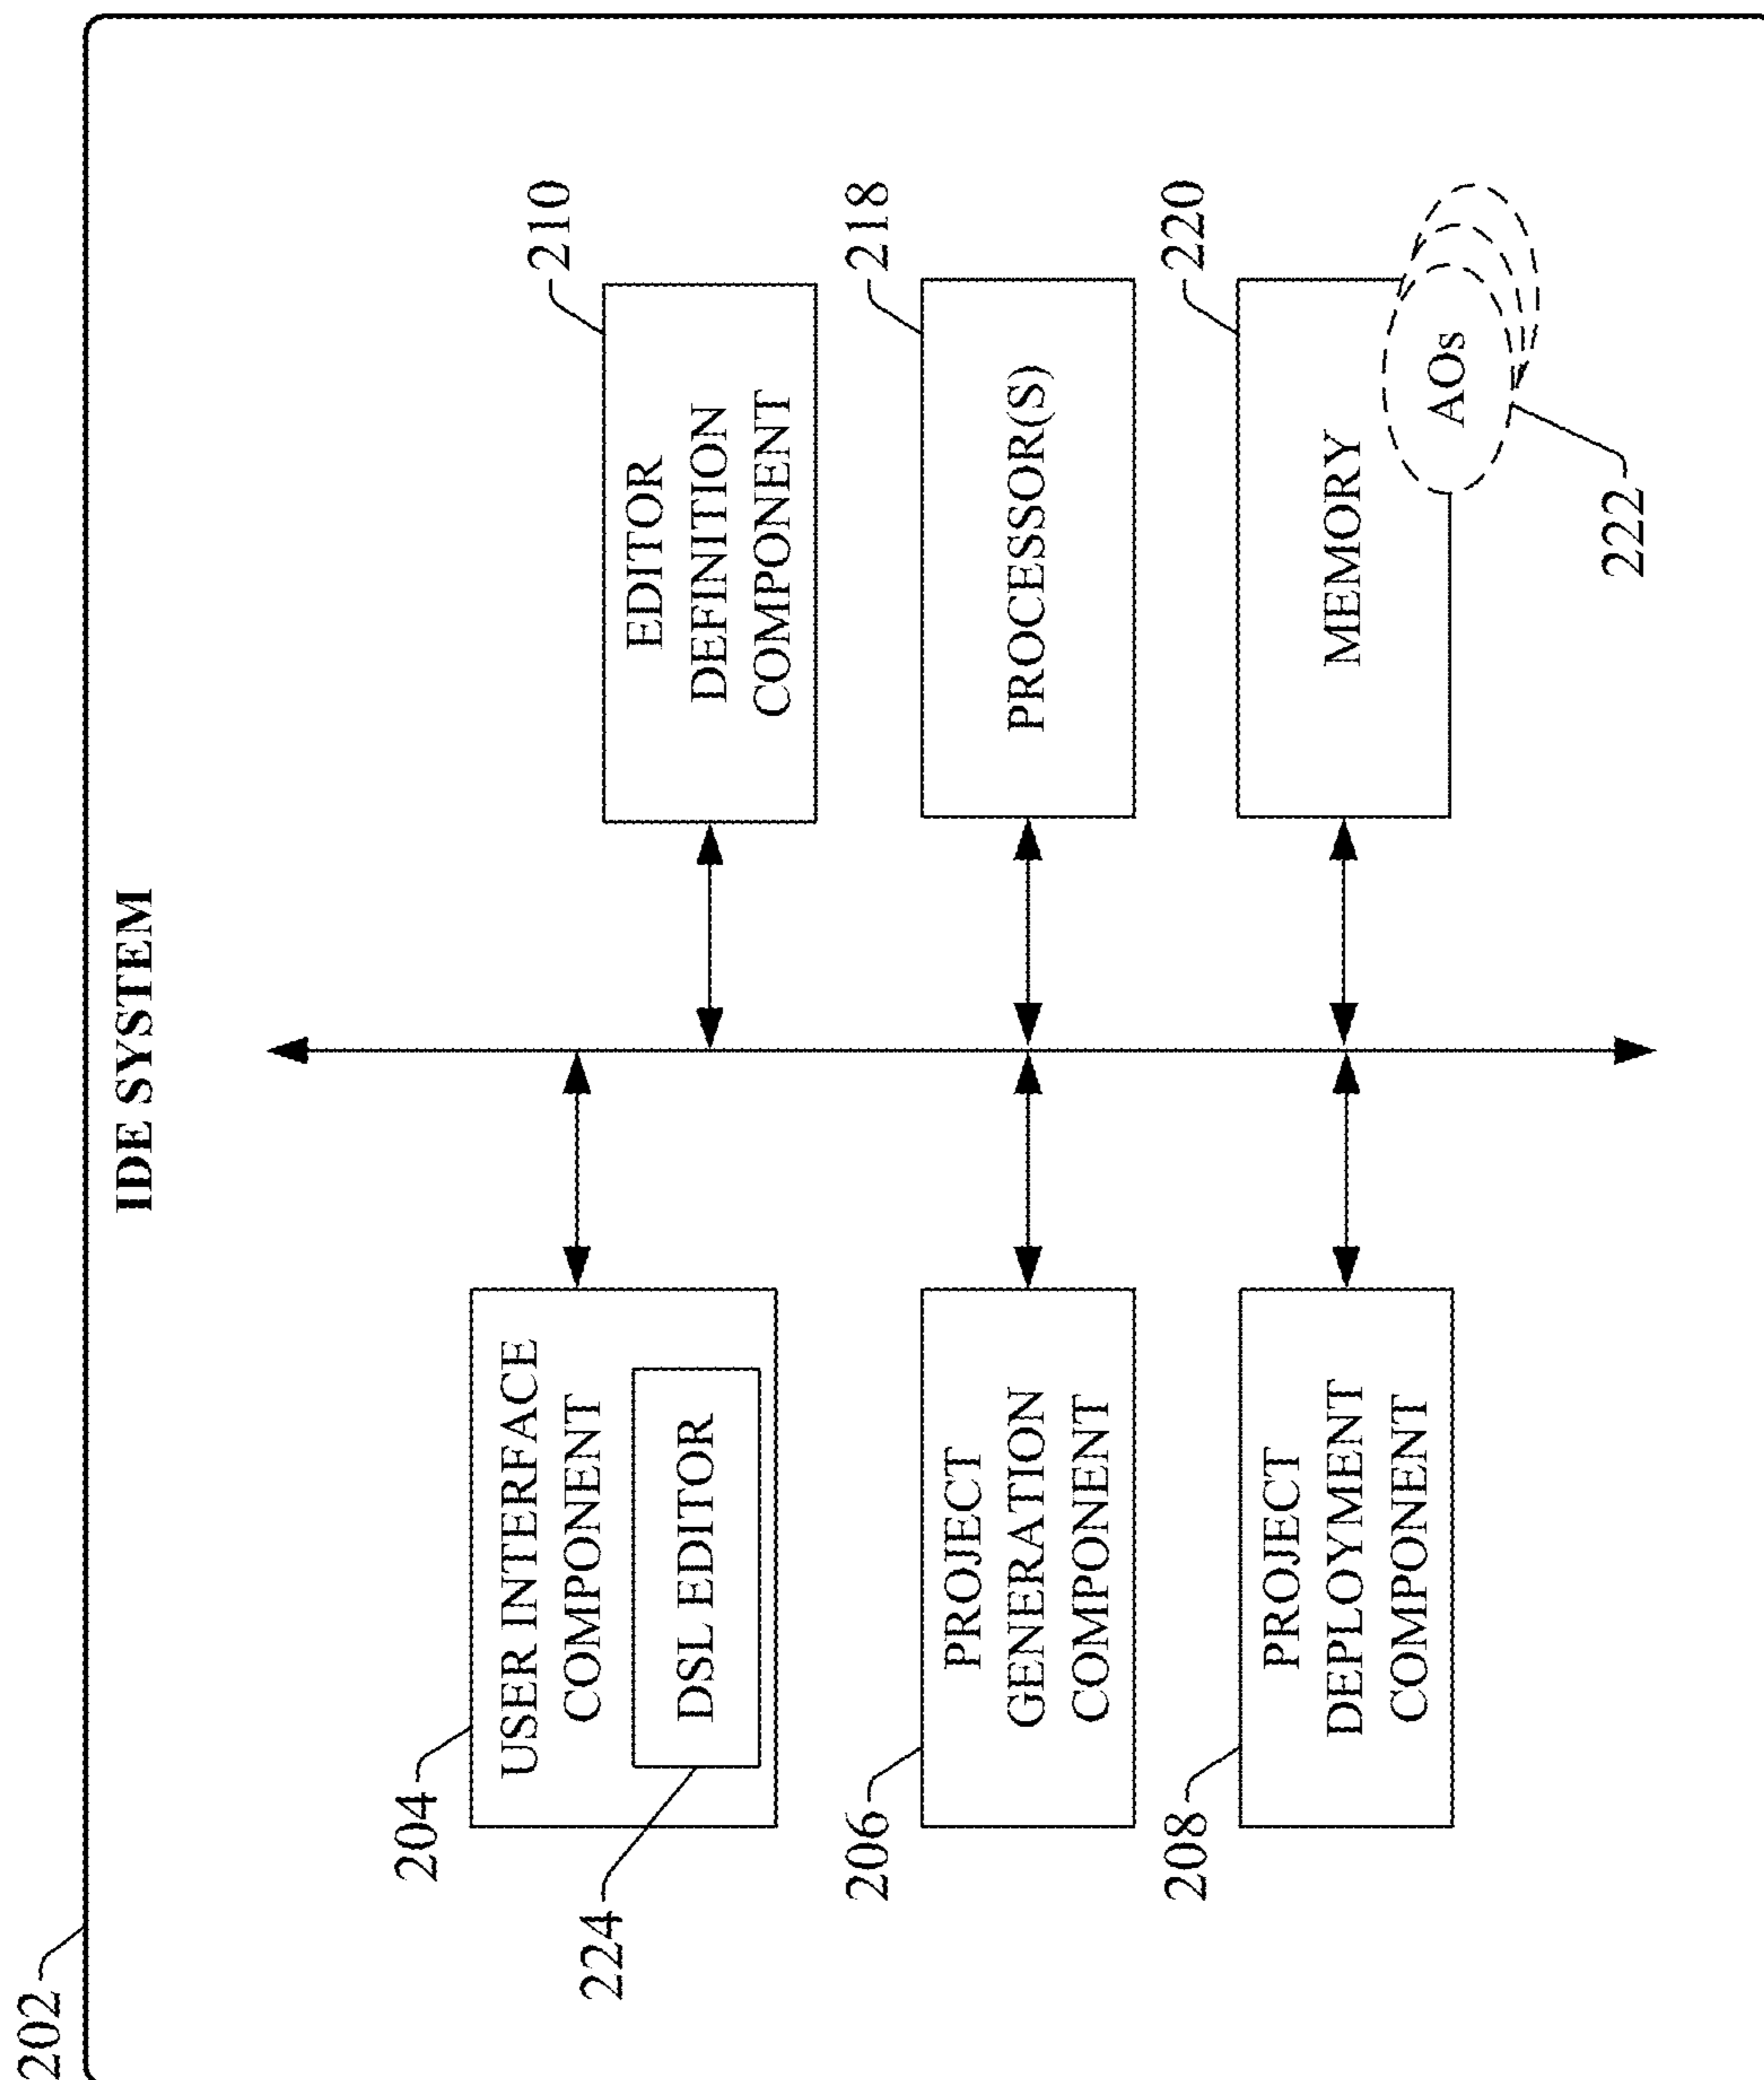 202
IDE SYSTEM
204
USER INTERFACE
COMPONENT
DSL EDITOR
224
210
EDITOR
DEFINITION
COMPONENT
206
PROJECT
GENERATION
COMPONENT
218
PROCESSOR(S)
208
PROJECT
DEPLOYMENT
COMPONENT
220
MEMORY
AOs
222